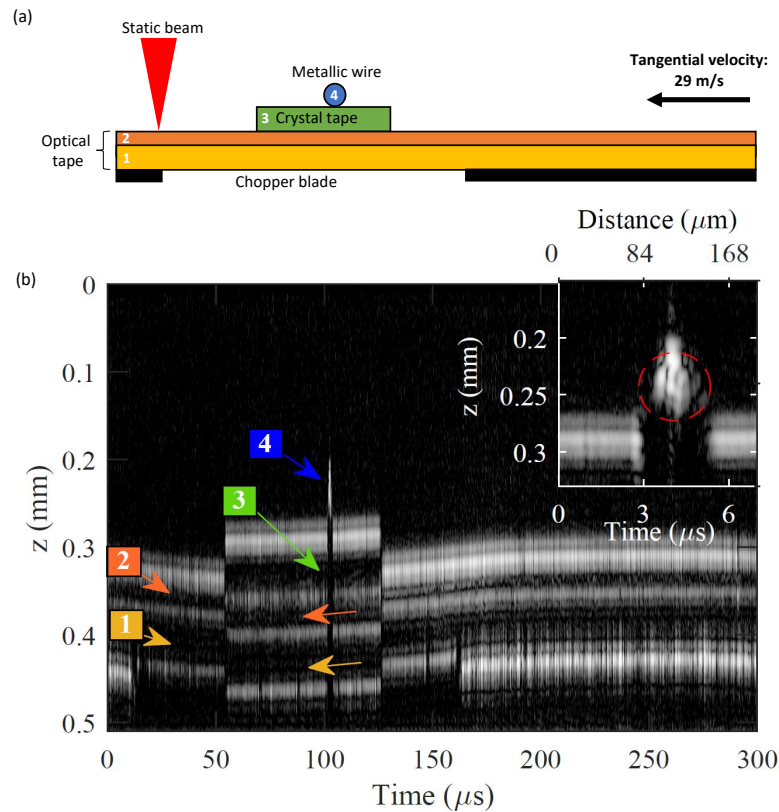 (a)
Static beam
Metallic wire
4
3 Crystal tape
Tangential velocity:
29 m/s
Optical
tape
2
1
Chopper blade
(b)
Distance (μm)
0 84 168
z (mm)
0.2
0.25
0.3
0 3 6
Time (μs)
z (mm)
0
0.1
0.2
0.3
0.4
0.5
4
3
2
1
0 50 100 150 200 250 300
Time (μs)